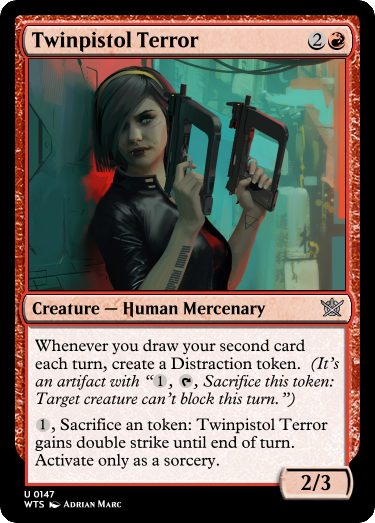 Twinpistol Terror 2
Creature — Human Mercenary
Whenever you draw your second card
each turn, create a Distraction token. (It's
an artifact with “1, , Sacrifice this token:
Target creature can't block this turn.”)
1, Sacrifice an token: Twinpistol Terror
gains double strike until end of turn.
Activate only as a sorcery.
2/3
U 0147
WTS Adrian Marc